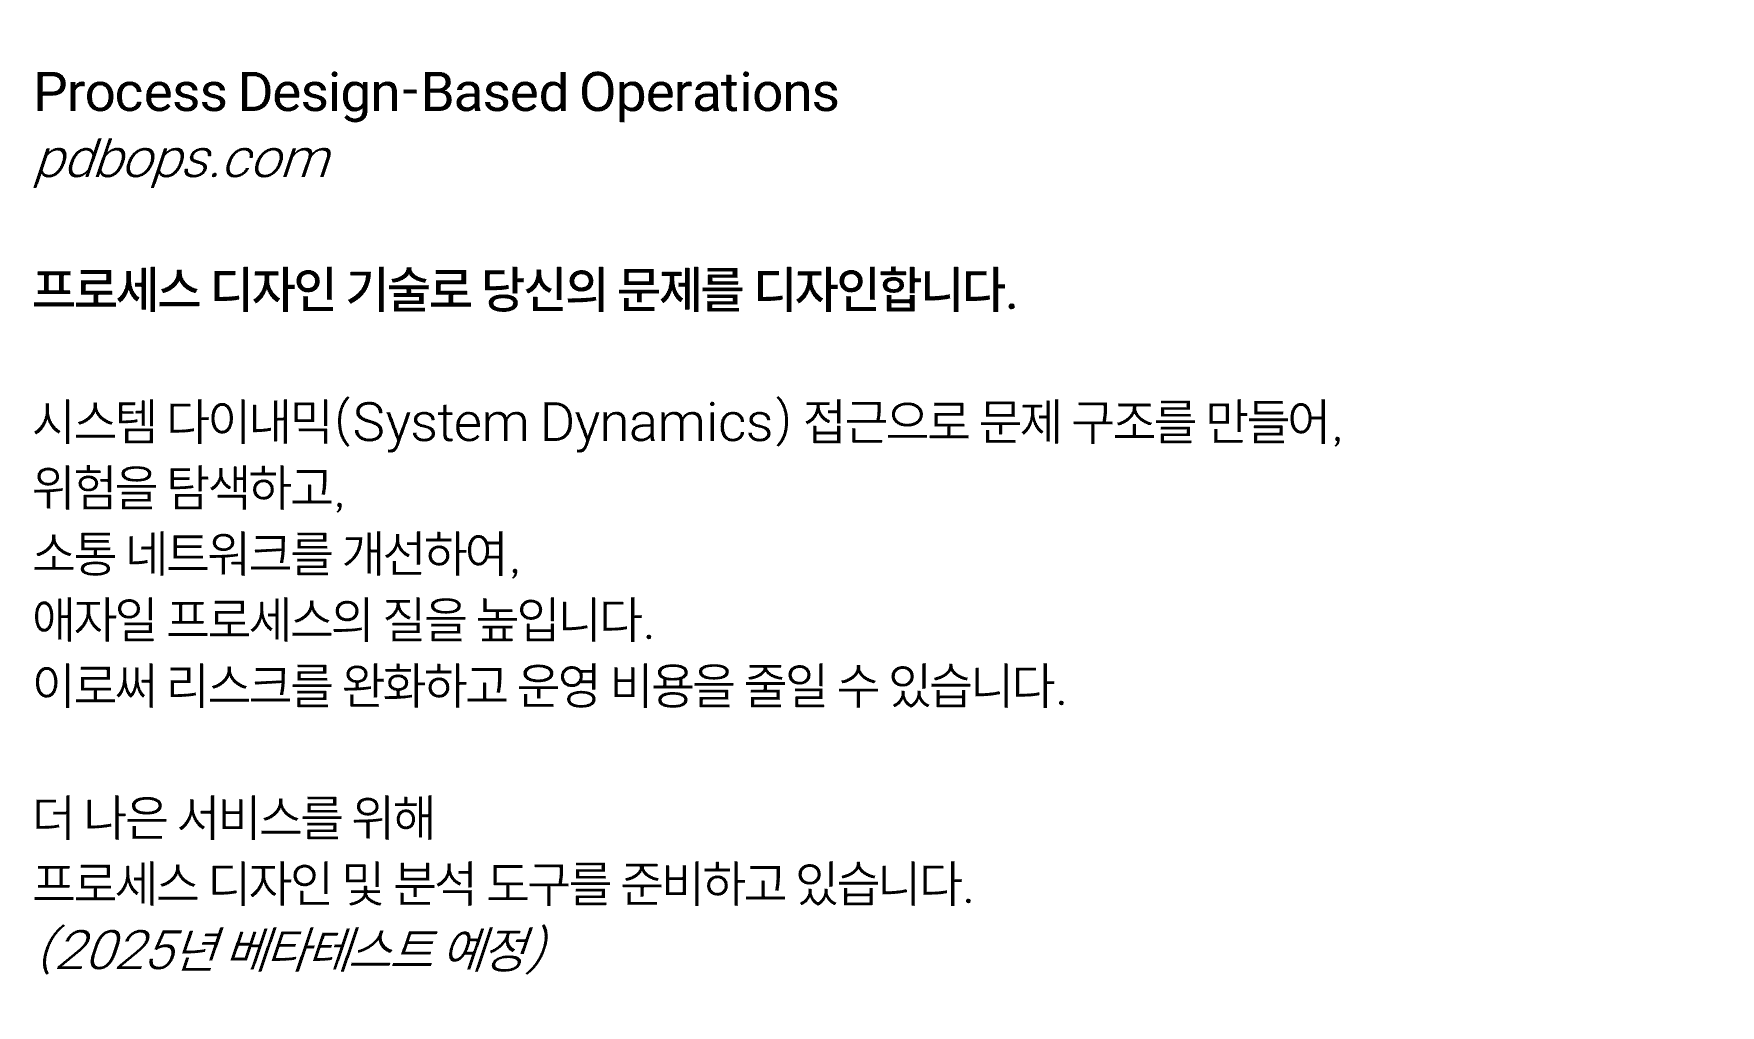 Process Design-Based Operations
pdbops.com
프로세스 디자인 기술로 당신의 문제를 디자인합니다.
시스템 다이내믹(System Dynamics) 접근으로 문제 구조를 만들어,
위험을 탐색하고,
소통 네트워크를 개선하여,
애자일 프로세스의 질을 높입니다.
이로써 리스크를 완화하고 운영 비용을 줄일 수 있습니다.
더 나은 서비스를 위해
프로세스 디자인 및 분석 도구를 준비하고 있습니다.
(2025년 베타테스트 예정)